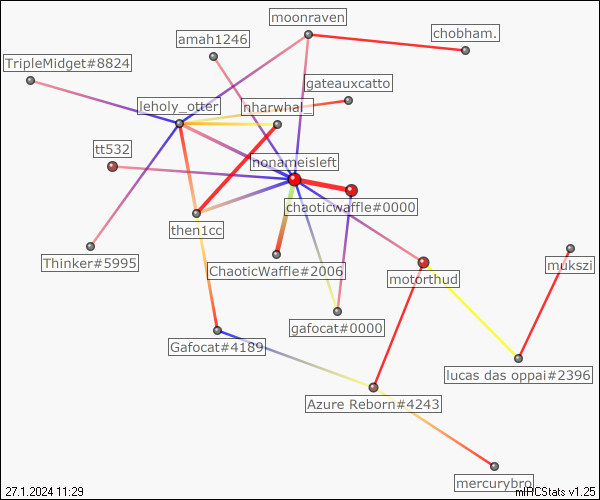 moonraven
chobham.
amah1246
TripleMidget#8824
gateauxcatto
leholy_otter
nharwhal_
tt532
nonameisleft
chaoticwaffle#0000
then1cc
Thinker#5995
ChaoticWaffle#2006
motorthud
mukszi
gafocat#0000
Gafocat#4189
lucas das oppai#2396
Azure Reborn#4243
mercurybro
27.1.2024 11:29
mIRCStats v1.25